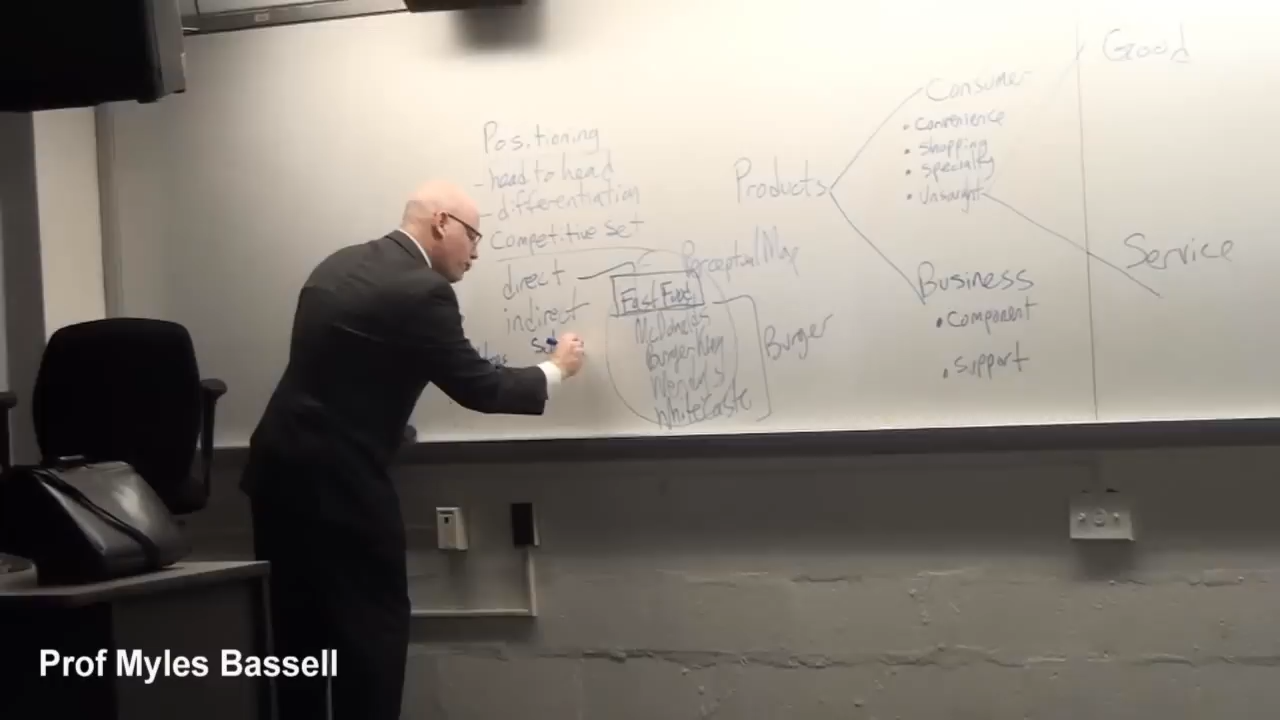 Positioning
- head to head
- differentiation
Competitive Set
direct
indirect
Perceptual Map
Fast Food
McDonalds
Burger King
Wendy's
White Castle
Burger
Products
Consumer
• convenience
• shopping
• specialty
• unsought
Business
• component
• support
Good
Service
Prof Myles Bassell